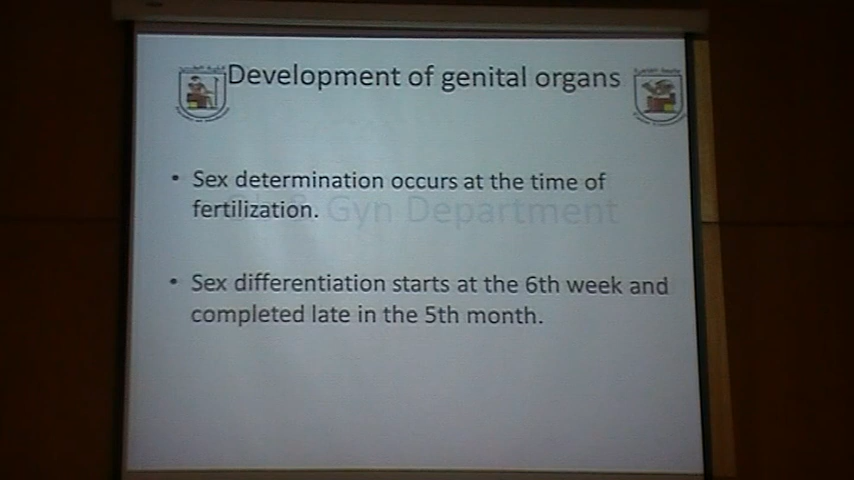 Development of genital organs
• Sex determination occurs at the time of
fertilization.
Gyn Department
• Sex differentiation starts at the 6th week and
completed late in the 5th month.